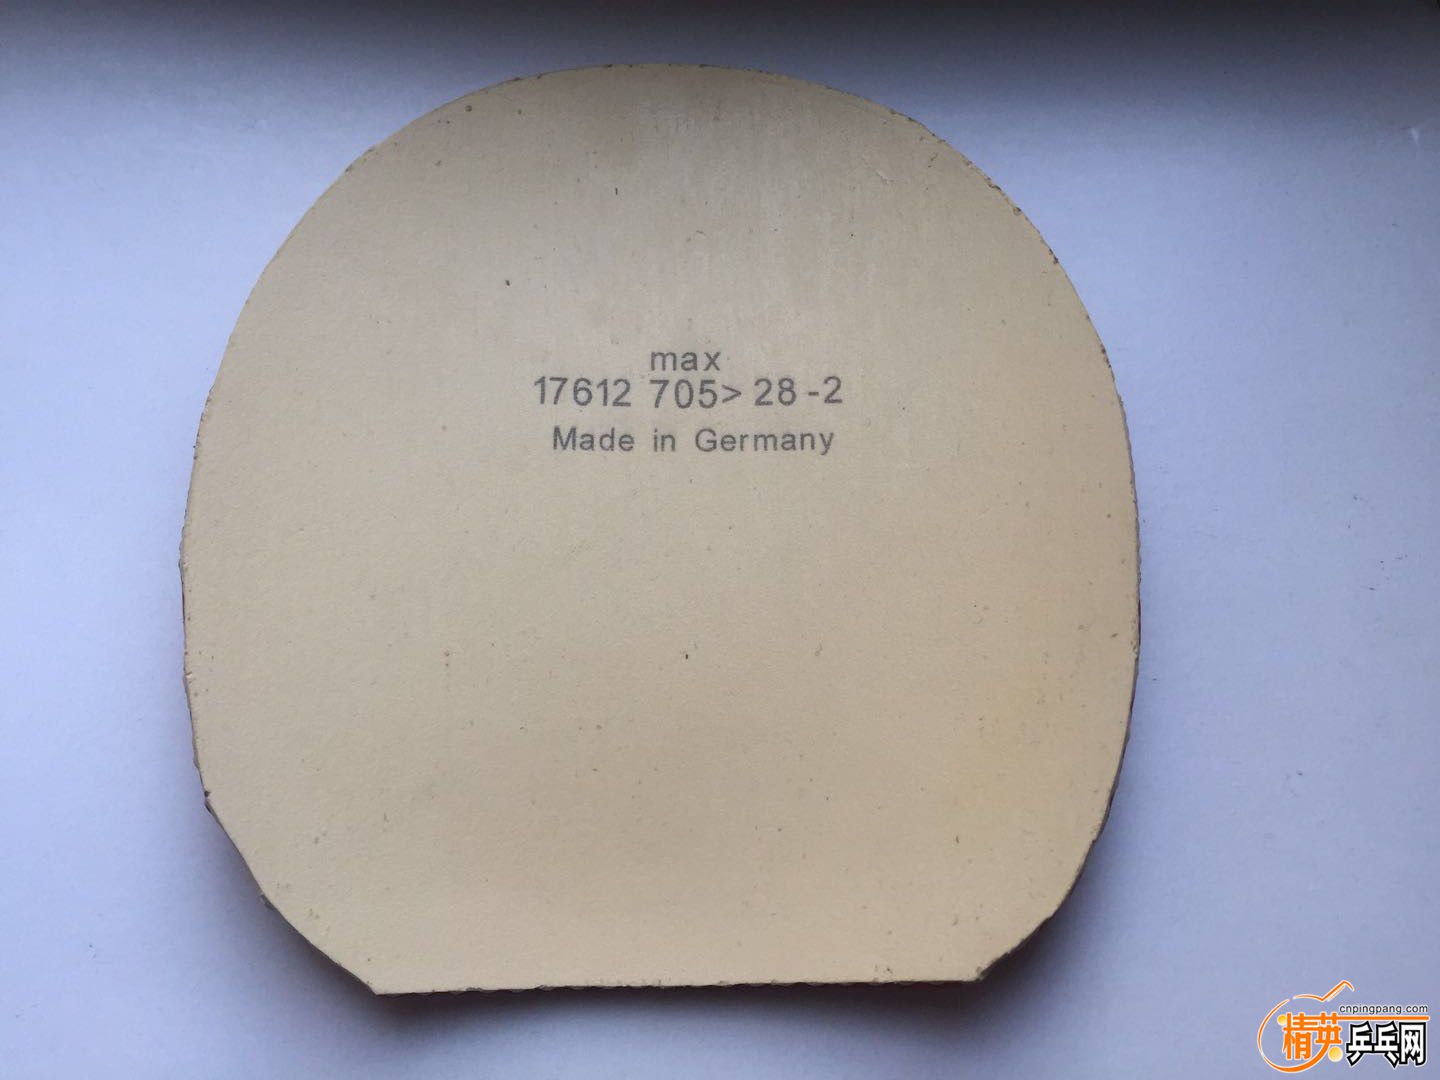 max
17612 705> 28-2
Made in Germany
cnpingpang.com
精英乒乓网